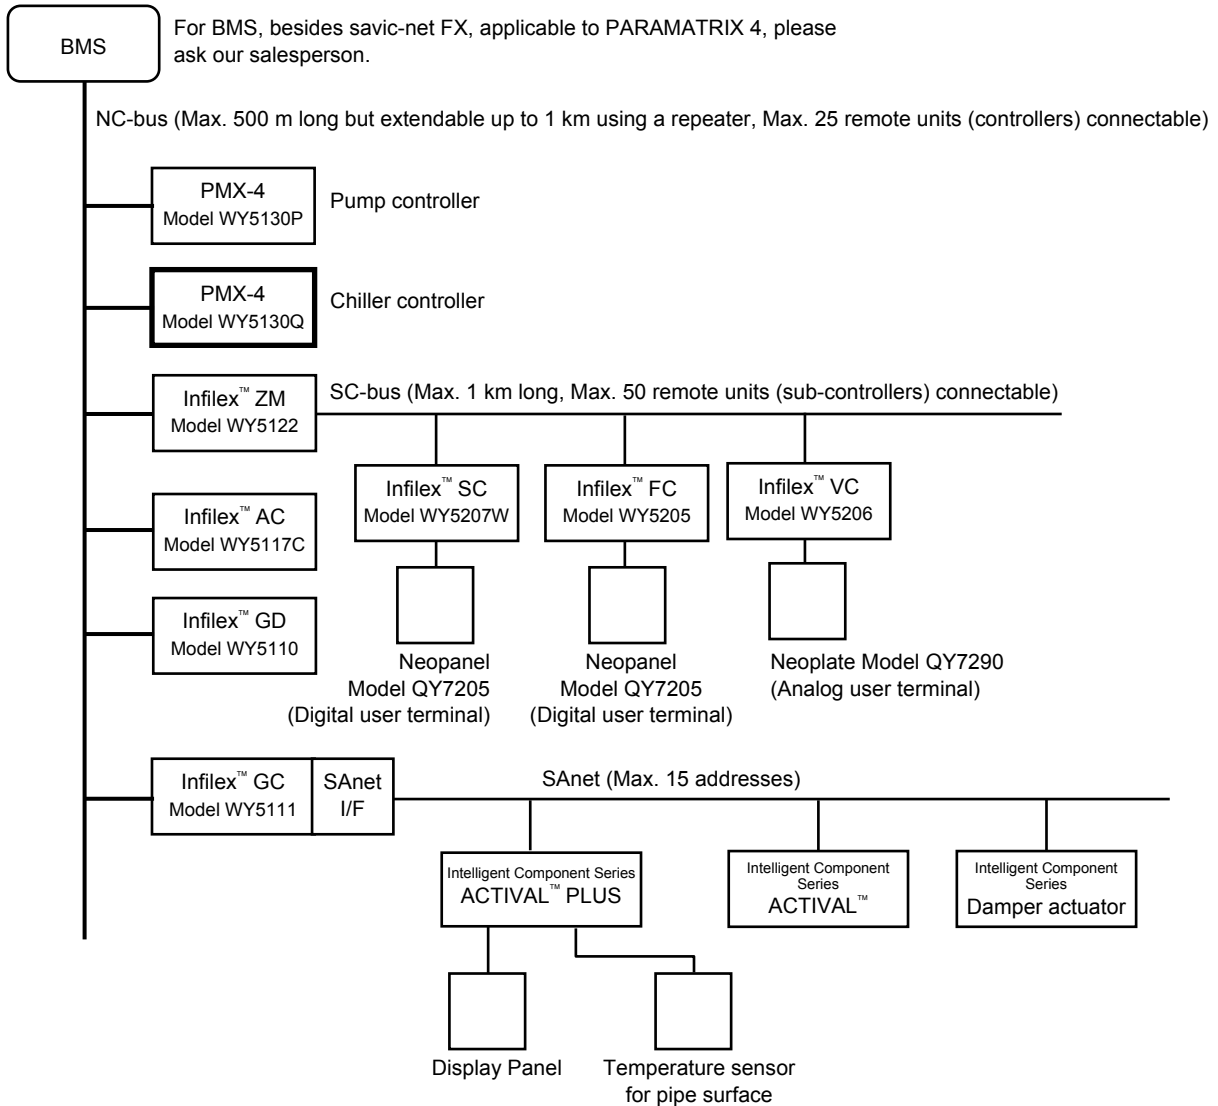 BMS
For BMS, besides savic-net FX, applicable to PARAMATRIX 4, please
ask our salesperson.
NC-bus (Max. 500 m long but extendable up to 1 km using a repeater, Max. 25 remote units (controllers) connectable)
PMX-4
Model WY5130P
Pump controller
PMX-4
Model WY5130Q
Chiller controller
Infilex™ ZM
Model WY5122
SC-bus (Max. 1 km long, Max. 50 remote units (sub-controllers) connectable)
Infilex™ SC
Model WY5207W
Infilex™ FC
Model WY5205
Infilex™ VC
Model WY5206
Infilex™ AC
Model WY5117C
Infilex™ GD
Model WY5110
Neopanel
Model QY7205
(Digital user terminal)
Neopanel
Model QY7205
(Digital user terminal)
Neoplate Model QY7290
(Analog user terminal)
Infilex™ GC
Model WY5111
SAnet
I/F
SAnet (Max. 15 addresses)
Intelligent Component Series
ACTIVAL™ PLUS
Intelligent Component
Series
ACTIVAL™
Intelligent Component
Series
Damper actuator
Display Panel
Temperature sensor
for pipe surface